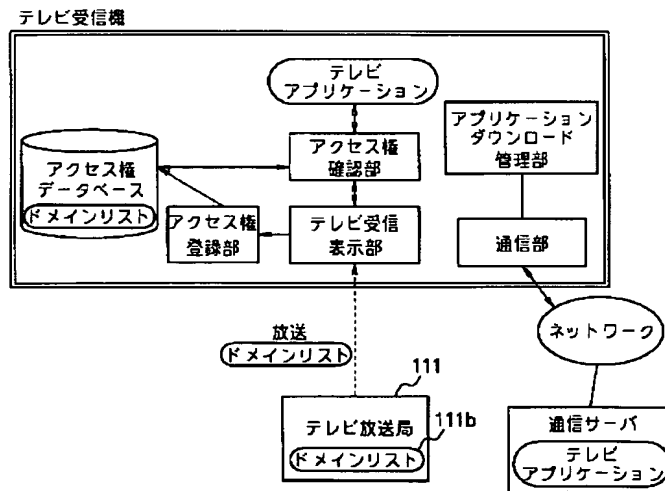 テレビ受信機
テレビ
アプリケーション
アプリケーション
ダウンロード
管理部
アクセス権
確認部
アクセス権
データベース
ドメインリスト
アクセス権
登録部
テレビ受信
表示部
通信部
放送
ドメインリスト
ネットワーク
111
テレビ放送局
111b
ドメインリスト
通信サーバ
テレビ
アプリケーション